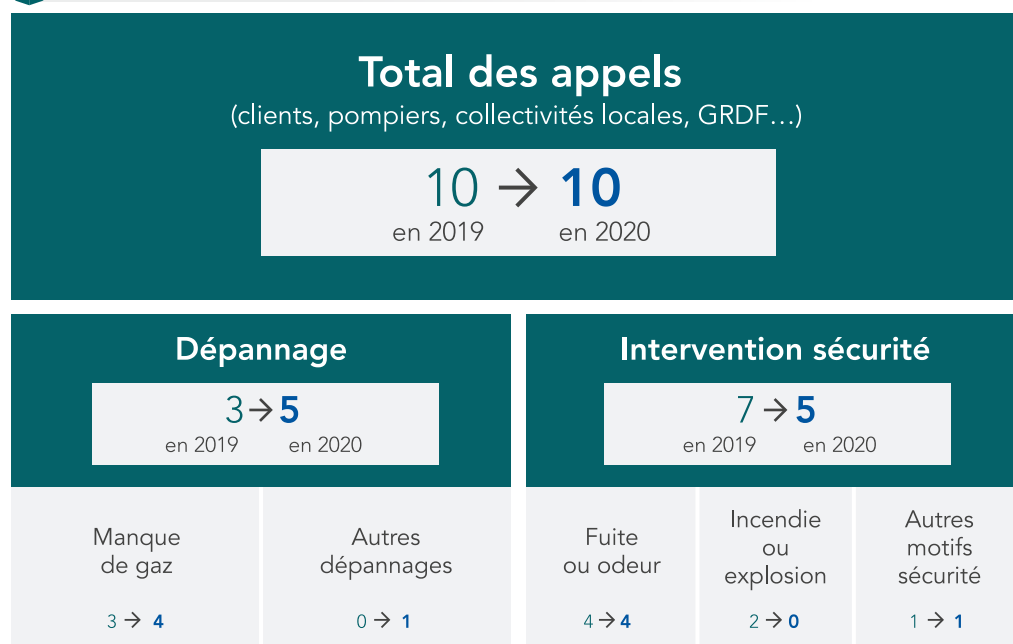 Total des appels
(clients, pompiers, collectivités locales, GRDF...)
10 → 10
en 2019 en 2020
Dépannage
3 → 5
en 2019 en 2020
Manque
de gaz
3 → 4
Autres
dépannages
0 → 1
Intervention sécurité
7 → 5
en 2019 en 2020
Fuite
ou odeur
4 → 4
Incendie
ou
explosion
2 → 0
Autres
motifs
sécurité
1 → 1